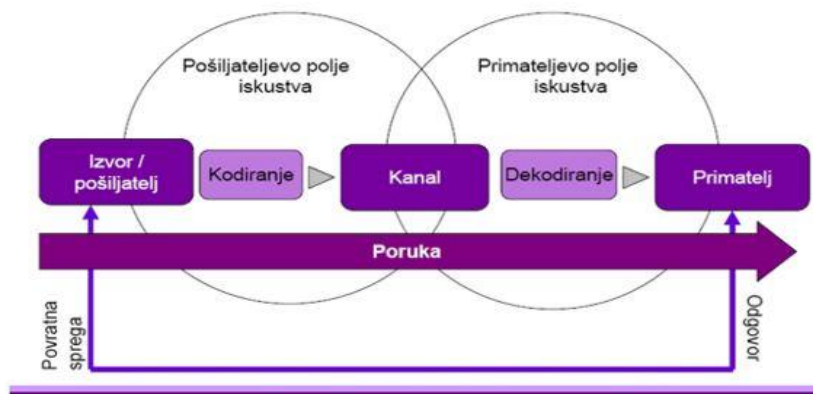 Pošiljateljevo polje
iskustva
Primateljevo polje
iskustva
Izvor /
pošiljatelj
Kodiranje
Kanal
Dekodiranje
Primatelj
Poruka
Povratna
sprega
Odgovor